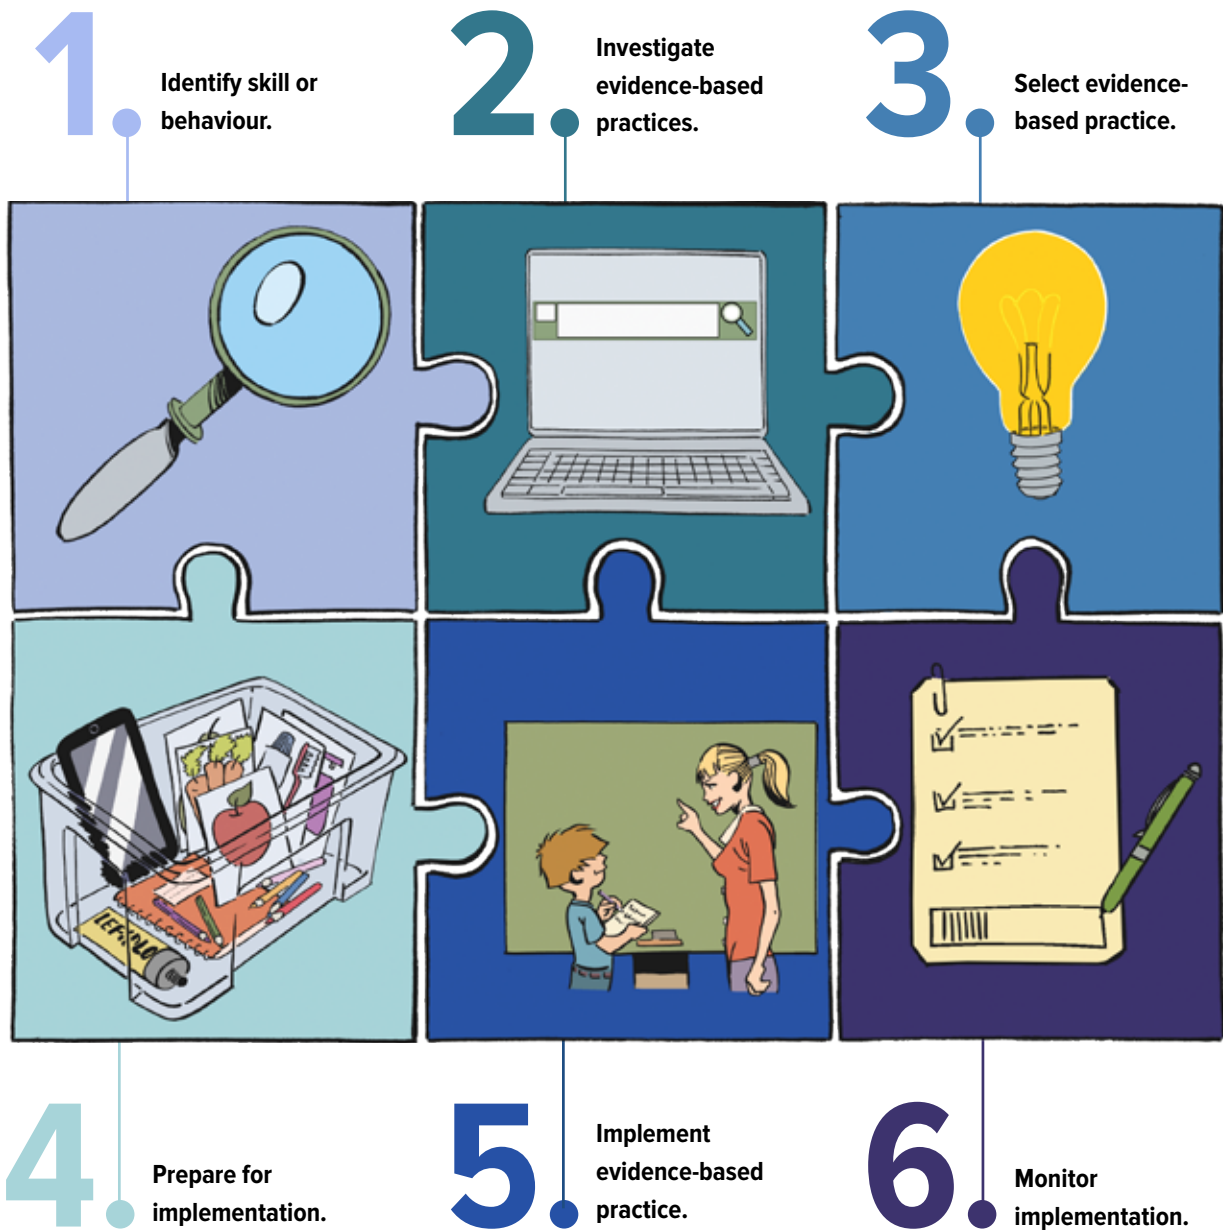 1.
Identify skill or
behaviour.
2.
Investigate
evidence-based
practices.
3.
Select evidence-
based practice.
4.
Prepare for
implementation.
5.
Implement
evidence-based
practice.
6.
Monitor
implementation.